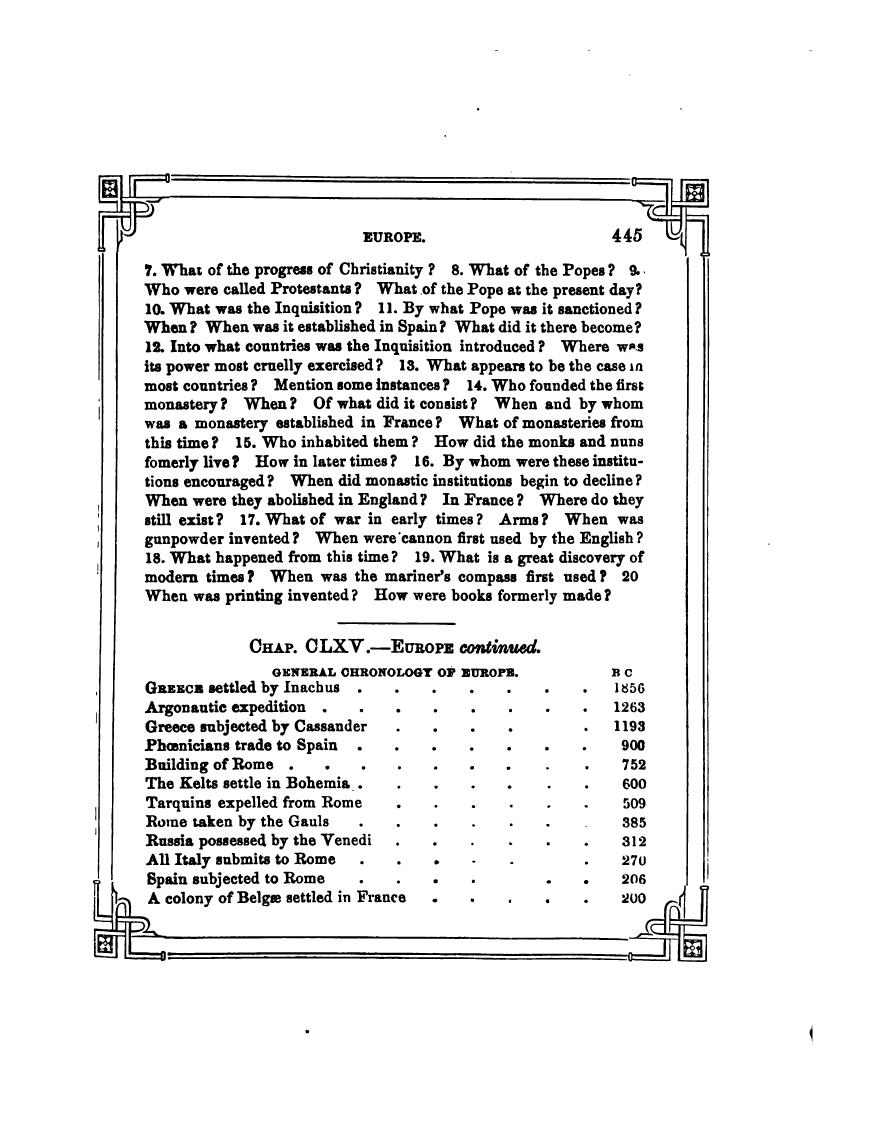 EUROPE. 445
7. What of the progress of Christianity? 8. What of the Popes? 9.
Who were called Protestants? What of the Pope at the present day?
10. What was the Inquisition? 11. By what Pope was it sanctioned?
When? When was it established in Spain? What did it there become?
12. Into what countries was the Inquisition introduced? Where was
its power most cruelly exercised? 13. What appears to be the case in
most countries? Mention some instances? 14. Who founded the first
monastery? When? Of what did it consist? When and by whom
was a monastery established in France? What of monasteries from
this time? 15. Who inhabited them? How did the monks and nuns
fomerly live? How in later times? 16. By whom were these institu-
tions encouraged? When did monastic institutions begin to decline?
When were they abolished in England? In France? Where do they
still exist? 17. What of war in early times? Arms? When was
gunpowder invented? When were cannon first used by the English?
18. What happened from this time? 19. What is a great discovery of
modern times? When was the mariner's compass first used? 20
When was printing invented? How were books formerly made?
CHAP. CLXV.—EUROPE continued.
GENERAL CHRONOLOGY OF EUROPE. B C
GREECE settled by Inachus . . . . . . . 1856
Argonautic expedition . . . . . . . . 1263
Greece subjected by Cassander . . . . . 1193
Phœnicians trade to Spain . . . . . . . 900
Building of Rome . . . . . . . . . 752
The Kelts settle in Bohemia . . . . . . . 600
Tarquins expelled from Rome . . . . . . 509
Rome taken by the Gauls . . . . . . . 385
Russia possessed by the Venedi . . . . . . 312
All Italy submits to Rome . . . . . . 270
Spain subjected to Rome . . . . . . 206
A colony of Belgæ settled in France . . . . . 200